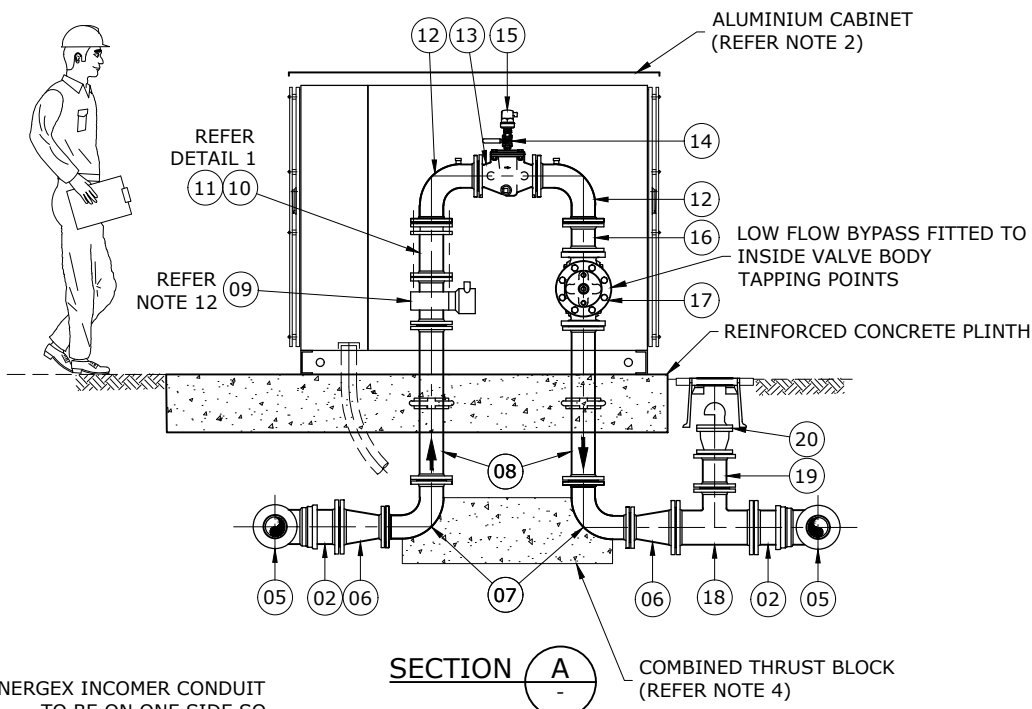 ALUMINIUM CABINET
(REFER NOTE 2)
12 13 15
14
REFER
DETAIL 1
11 10
12
16
LOW FLOW BYPASS FITTED TO
INSIDE VALVE BODY
TAPPING POINTS
REFER
NOTE 12
09
17
REINFORCED CONCRETE PLINTH
20
08
19
05 02 06 07 06 18 02 05
SECTION A
-
COMBINED THRUST BLOCK
(REFER NOTE 4)
NERGEX INCOMER CONDUIT
TO BE ON ONE SIDE SO